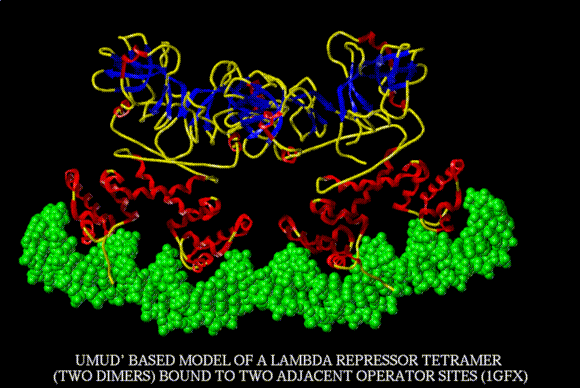 UMUD' BASED MODEL OF A LAMBDA REPRESSOR TETRAMER
(TWO DIMERS) BOUND TO TWO ADJACENT OPERATOR SITES (1GFX)